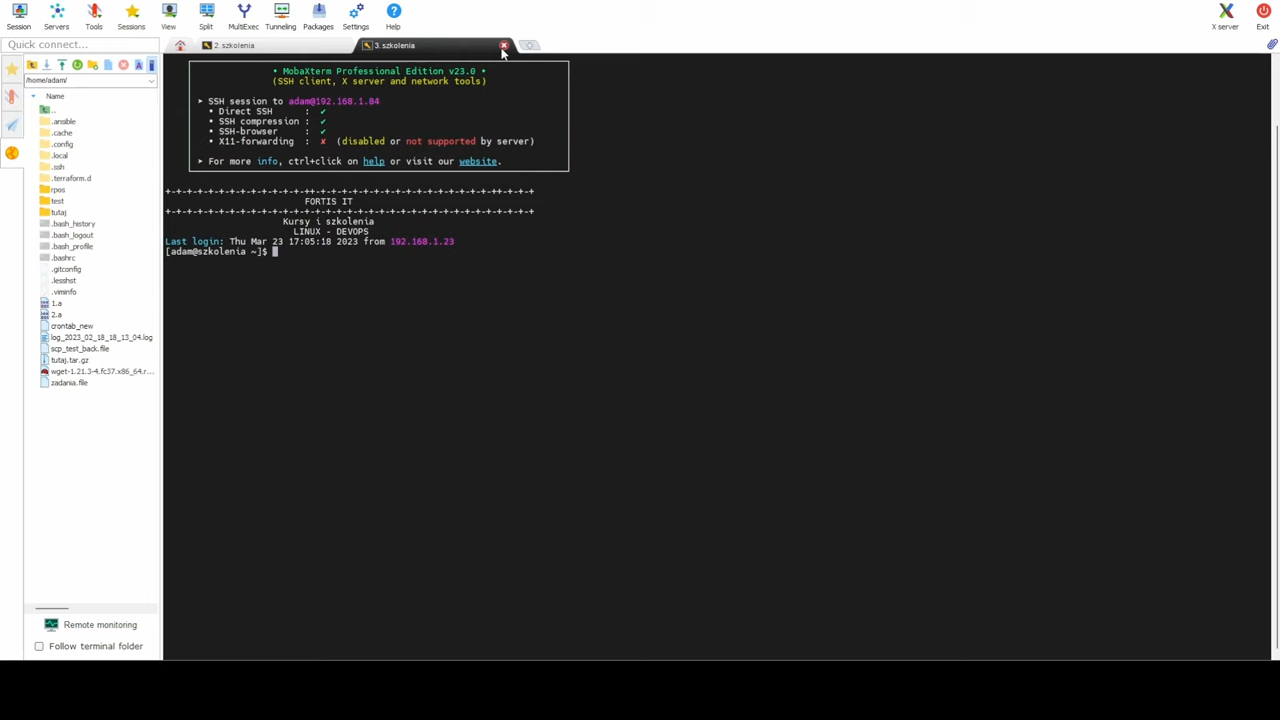 Session Servers Tools Sessions View Split MultiExec Tunneling Packages Settings Help X server Exit
Quick connect... 2. szkolenia 3. szkolenia
/home/adam/
Name
..
.ansible
.cache
.config
.local
.ssh
.terraform.d
rpos
test
tutaj
.bash_history
.bash_logout
.bash_profile
.bashrc
.gitconfig
.lesshst
.viminfo
1.a
2.a
crontab_new
log_2023_02_18_18_13_04.log
scp_test_back.file
tutaj.tar.gz
wget-1.21.3-4.fc37.x86_64.r...
zadania.file
Remote monitoring
Follow terminal folder
• MobaXterm Professional Edition v23.0 •
(SSH client, X server and network tools)
➤ SSH session to adam@192.168.1.84
• Direct SSH : ✔
• SSH compression : ✔
• SSH-browser : ✔
• X11-forwarding : ✘ (disabled or not supported by server)
➤ For more info, ctrl+click on help or visit our website.
+-+-+-+-+-+-+-+-+-+-+-+-+-+-+-+-+-+-+-+-+-+-+-+-+-+-+-+-++-+-+-+
FORTIS IT
+-+-+-+-+-+-+-+-+-+-+-+-+-+-+-+-+-+-+-+-+-+-+-+-+-+-+-+-+-+-+-+-+
Kursy i szkolenia
LINUX - DEVOPS
Last login: Thu Mar 23 17:05:18 2023 from 192.168.1.23
[adam@szkolenia ~]$